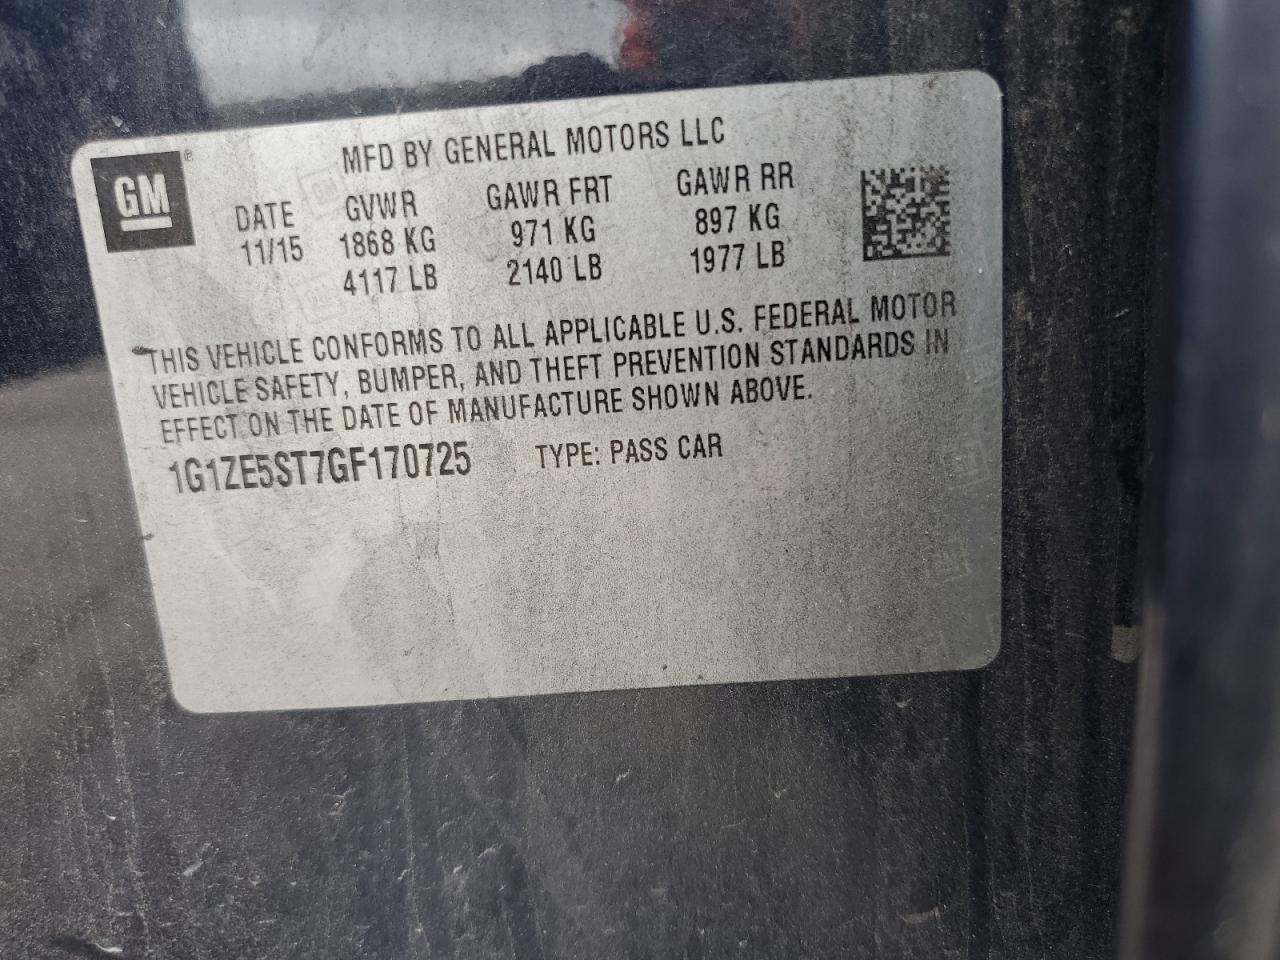 GM
MFD BY GENERAL MOTORS LLC
DATE GVWR GAWR FRT GAWR RR
11/15 1868 KG 971 KG 897 KG
4117 LB 2140 LB 1977 LB
THIS VEHICLE CONFORMS TO ALL APPLICABLE U.S. FEDERAL MOTOR
VEHICLE SAFETY, BUMPER, AND THEFT PREVENTION STANDARDS IN
EFFECT ON THE DATE OF MANUFACTURE SHOWN ABOVE.
1G1ZE5ST7GF170725 TYPE: PASS CAR